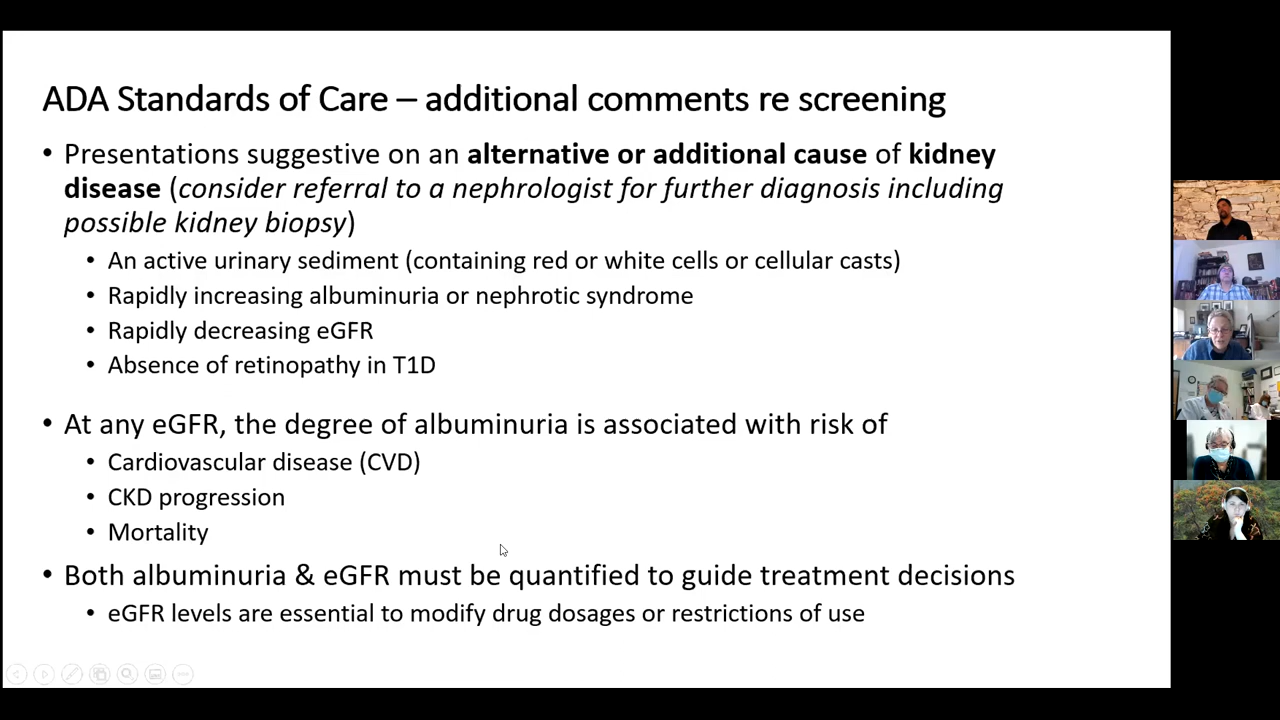 ADA Standards of Care – additional comments re screening
• Presentations suggestive on an alternative or additional cause of kidney
disease (consider referral to a nephrologist for further diagnosis including
possible kidney biopsy)
• An active urinary sediment (containing red or white cells or cellular casts)
• Rapidly increasing albuminuria or nephrotic syndrome
• Rapidly decreasing eGFR
• Absence of retinopathy in T1D
• At any eGFR, the degree of albuminuria is associated with risk of
• Cardiovascular disease (CVD)
• CKD progression
• Mortality
• Both albuminuria & eGFR must be quantified to guide treatment decisions
• eGFR levels are essential to modify drug dosages or restrictions of use